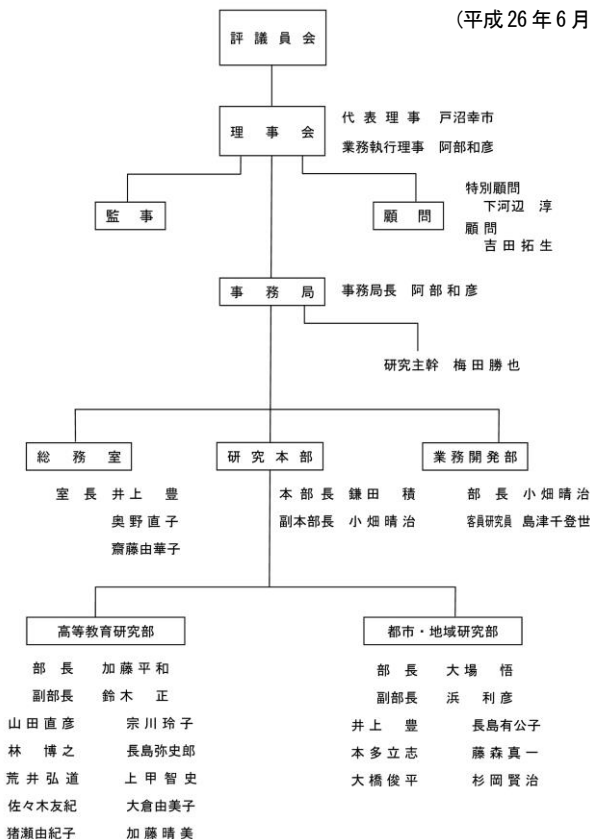 (平成26年6月
評議員会
理事会
代表理事 戸沼幸市
業務執行理事 阿部和彦
監事
顧問
特別顧問
下河辺 淳
顧問
吉田拓生
事務局
事務局長 阿部和彦
研究主幹 梅田勝也
総務室
研究本部
業務開発部
室長 井上 豊
奥野直子
齋藤由華子
本部長 鎌田 積
副本部長 小畑晴治
部長 小畑晴治
客員研究員 島津千登世
高等教育研究部
都市・地域研究部
部長 加藤平和
副部長 鈴木 正
山田直彦 宗川玲子
林 博之 長島弥史郎
荒井弘道 上甲智史
佐々木友紀 大倉由美子
猪瀬由紀子 加藤晴美
部長 大場 悟
副部長 浜 利彦
井上 豊 長島有公子
本多立志 藤森真一
大橋俊平 杉岡賢治